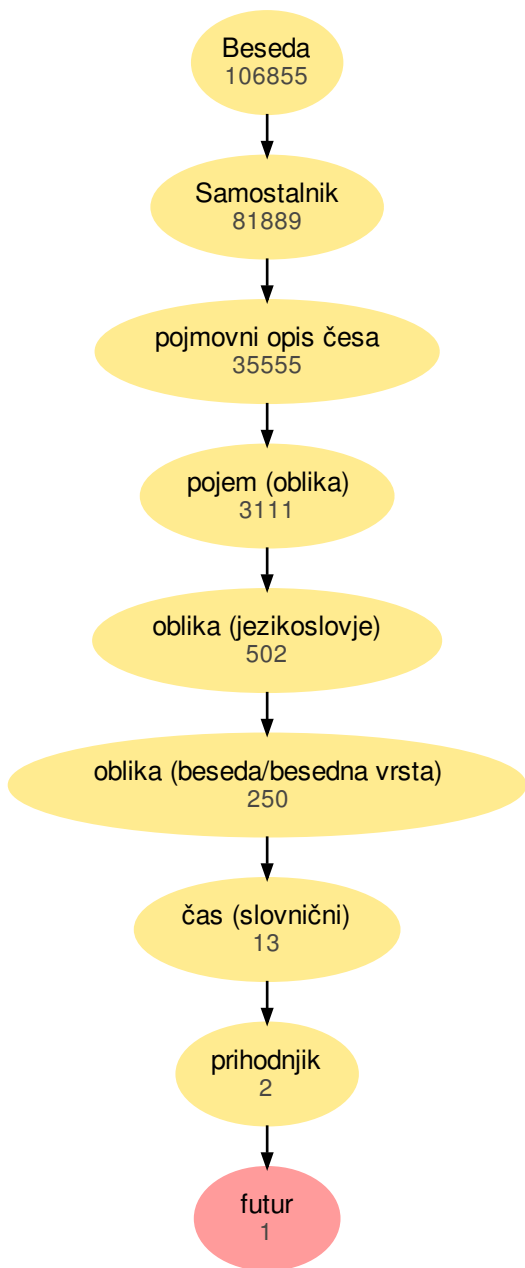 Beseda
106855
Samostalnik
81889
pojmovni opis česa
35555
pojem (oblika)
3111
oblika (jezikoslovje)
502
oblika (beseda/besedna vrsta)
250
čas (slovnični)
13
prihodnjik
2
futur
1